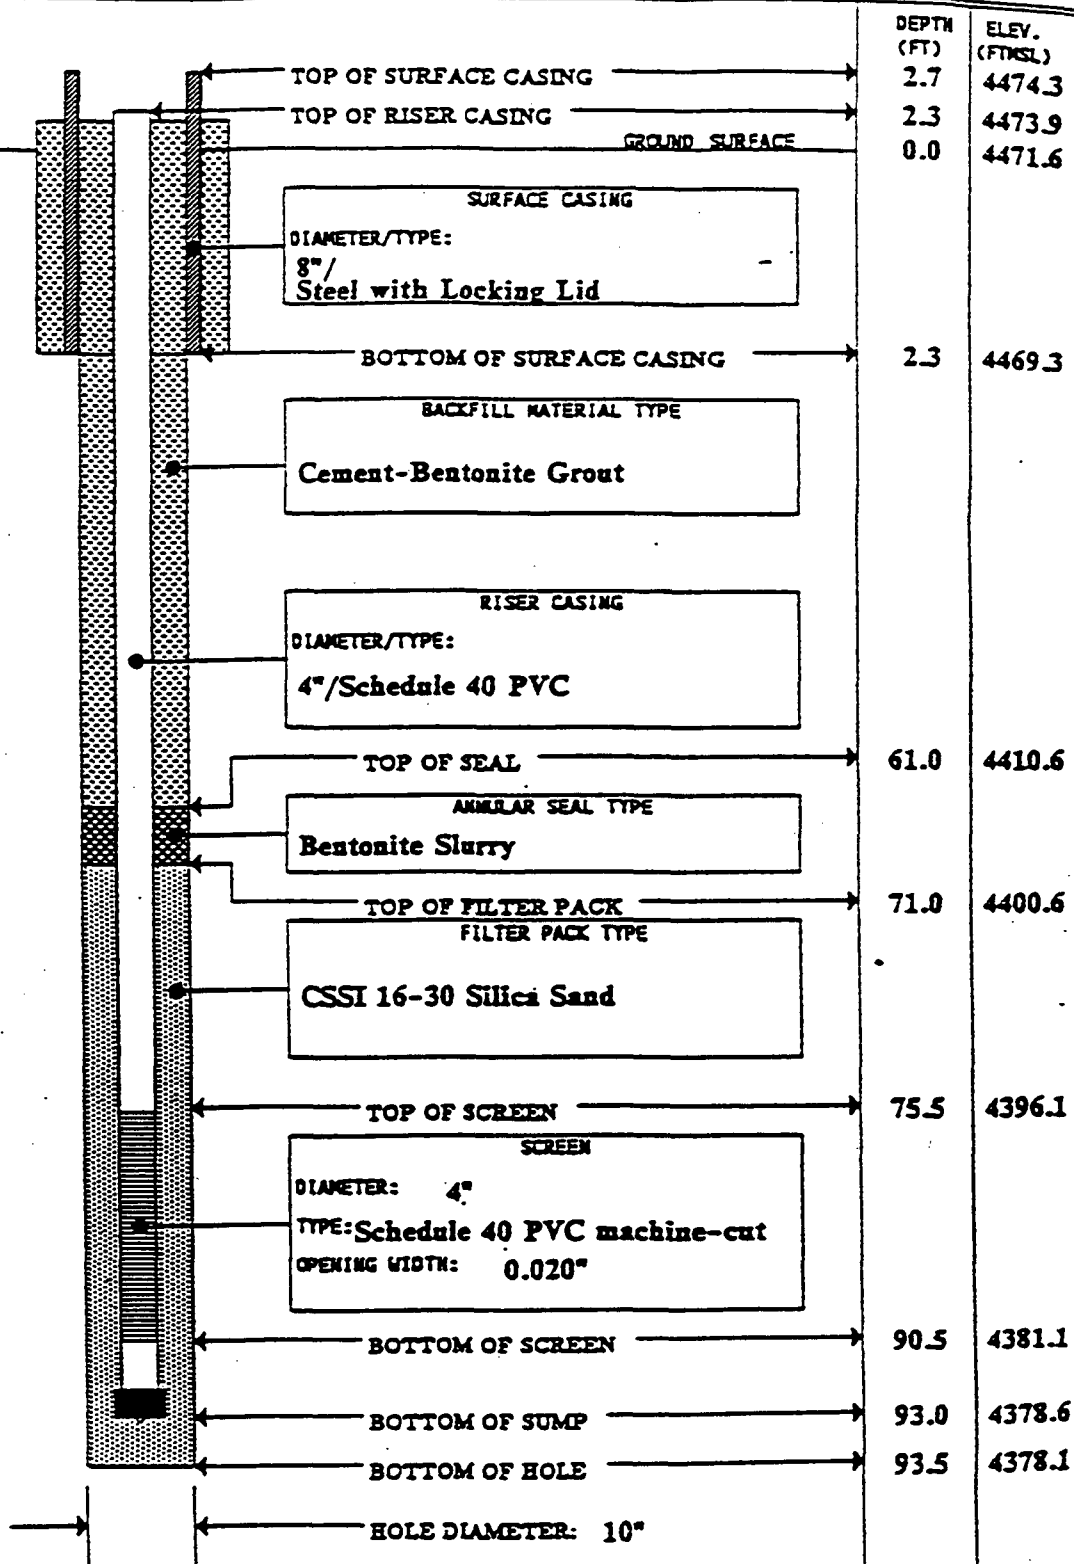 DEPTH ELEV.
(FT) (FTMSL)
TOP OF SURFACE CASING 2.7 4474.3
TOP OF RISER CASING 2.3 4473.9
GROUND SURFACE 0.0 4471.6
SURFACE CASING
DIAMETER/TYPE:
8"/
Steel with Locking Lid
BOTTOM OF SURFACE CASING 2.3 4469.3
BACKFILL MATERIAL TYPE
Cement-Bentonite Grout
RISER CASING
DIAMETER/TYPE:
4"/Schedule 40 PVC
TOP OF SEAL 61.0 4410.6
ANNULAR SEAL TYPE
Bentonite Slurry
TOP OF FILTER PACK 71.0 4400.6
FILTER PACK TYPE
CSSI 16-30 Silica Sand
TOP OF SCREEN 75.5 4396.1
SCREEN
DIAMETER: 4"
TYPE: Schedule 40 PVC machine-cut
OPENING WIDTH: 0.020"
BOTTOM OF SCREEN 90.5 4381.1
BOTTOM OF SUMP 93.0 4378.6
BOTTOM OF HOLE 93.5 4378.1
HOLE DIAMETER: 10"